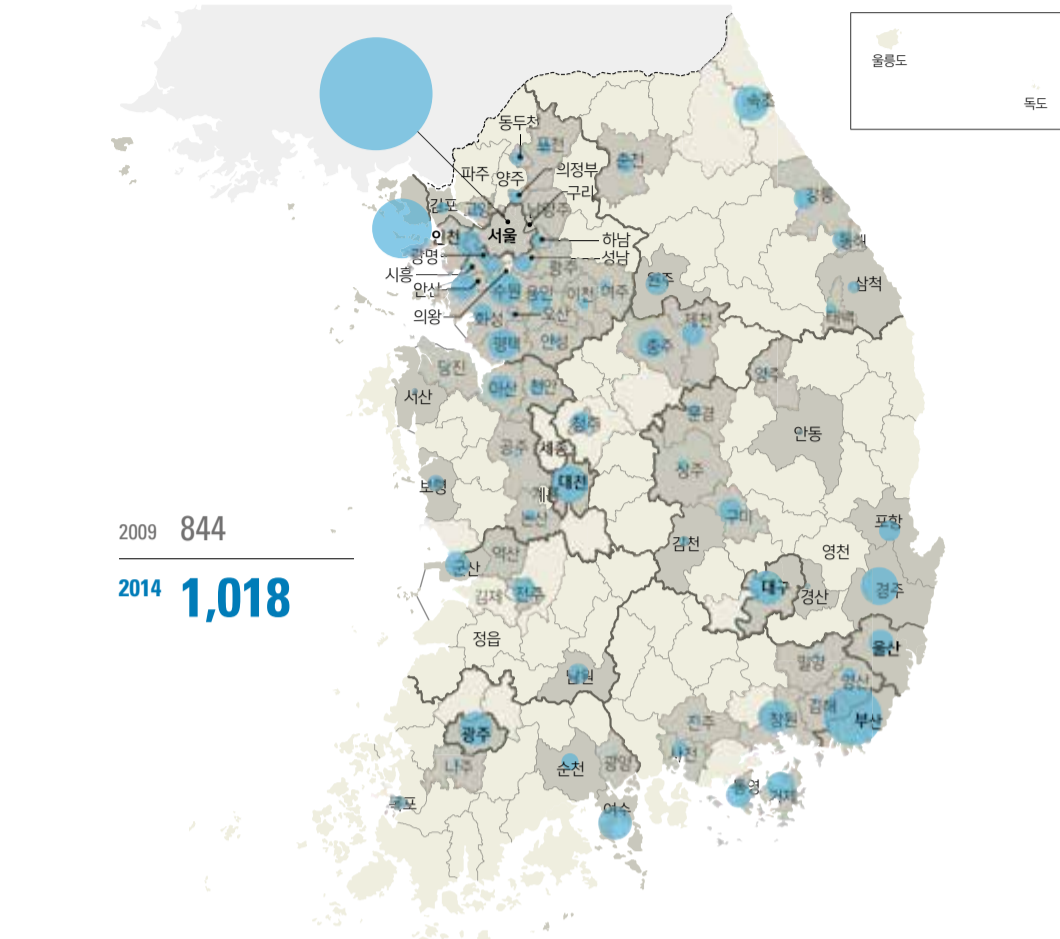 울릉도
독도
속초
동두천
포천
춘천
파주
양주
의정부
구리
김포
고양
남양주
강릉
인천
서울
하남
동해
광명
성남
시흥
광주
안산
수원
용인
이천
여주
원주
삼척
의왕
화성
오산
태백
제천
평택
안성
충주
당진
영주
서산
아산
천안
문경
청주
안동
공주
세종
상주
보령
대전
계룡
논산
구미
포항
2009 844
김천
영천
군산
익산
2014 1,018
김제
전주
대구
경산
경주
정읍
울산
남원
밀양
양산
진주
창원
김해
부산
광주
나주
순천
광양
사천
통영
거제
목포
여수